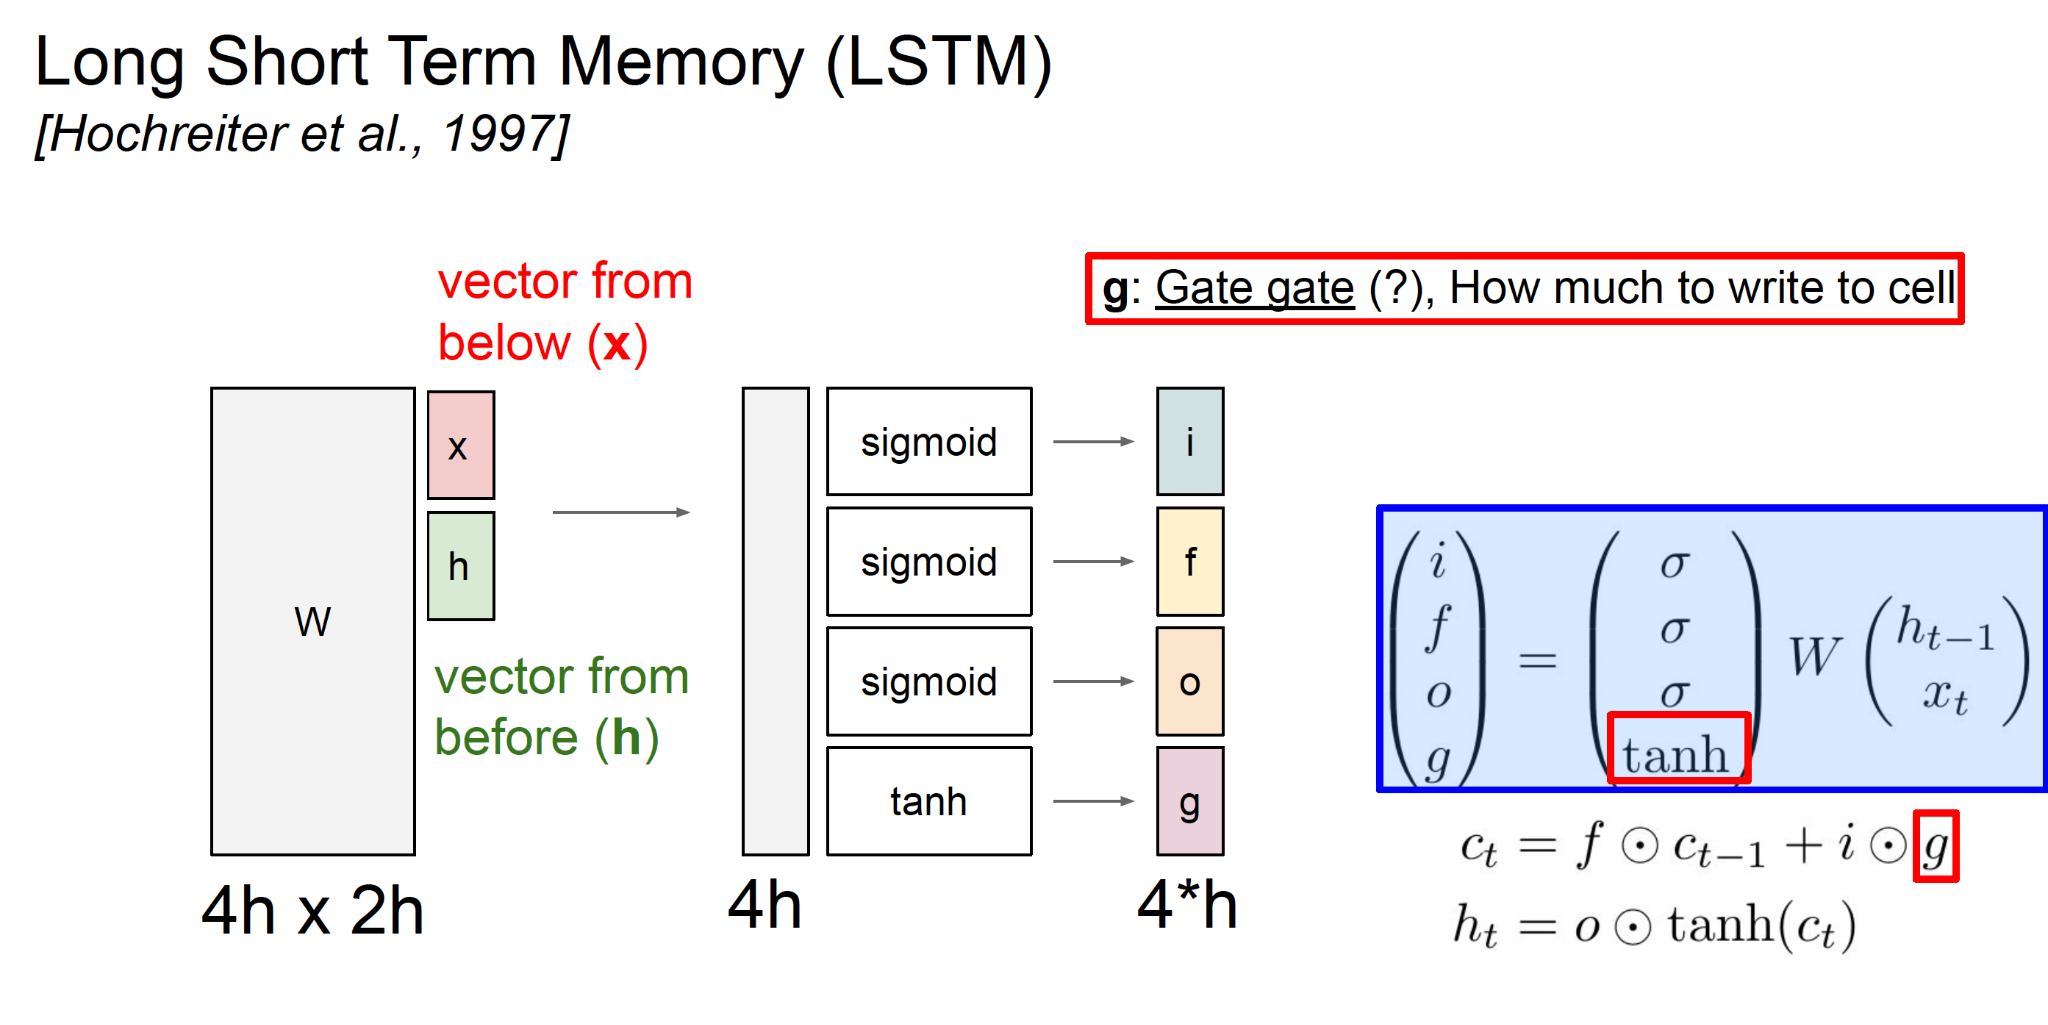 Long Short Term Memory (LSTM)
[Hochreiter et al., 1997]
g: Gate gate (?), How much to write to cell
vector from
below (x)
W
x
h
vector from
before (h)
4h x 2h
4h
sigmoid
sigmoid
sigmoid
tanh
i
f
o
g
4*h
(i f o g) = (σ σ σ tanh) W (h_{t−1} x_t)
c_t = f ⊙ c_{t−1} + i ⊙ g
h_t = o ⊙ tanh(c_t)